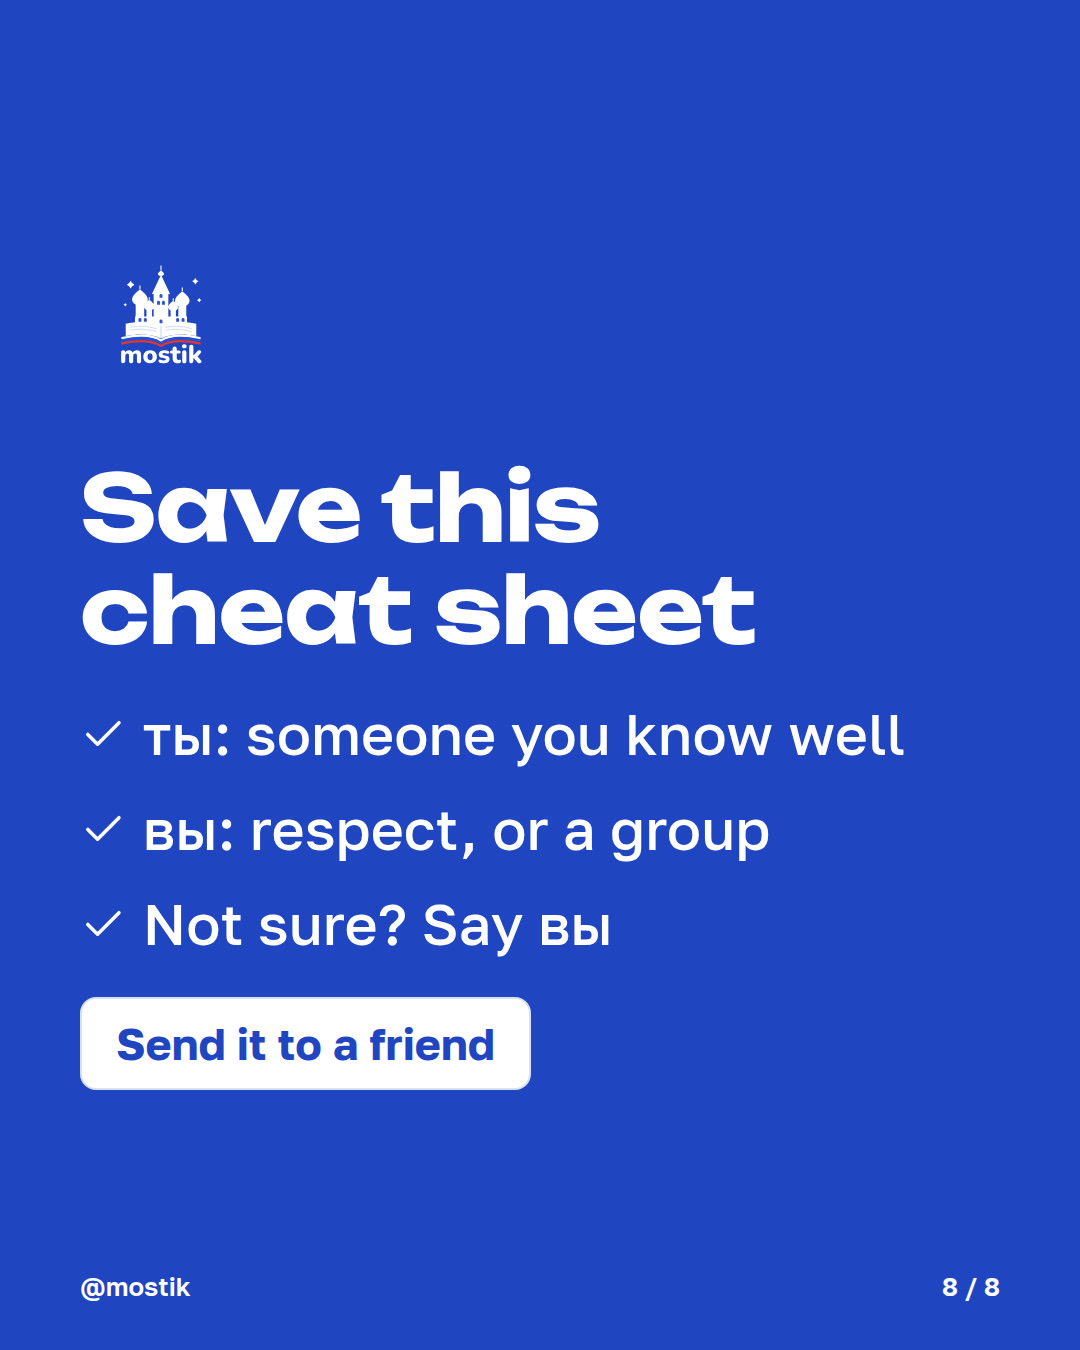 mostik
Save this
cheat sheet
ты: someone you know well
вы: respect, or a group
Not sure? Say вы
Send it to a friend
@mostik
8 / 8